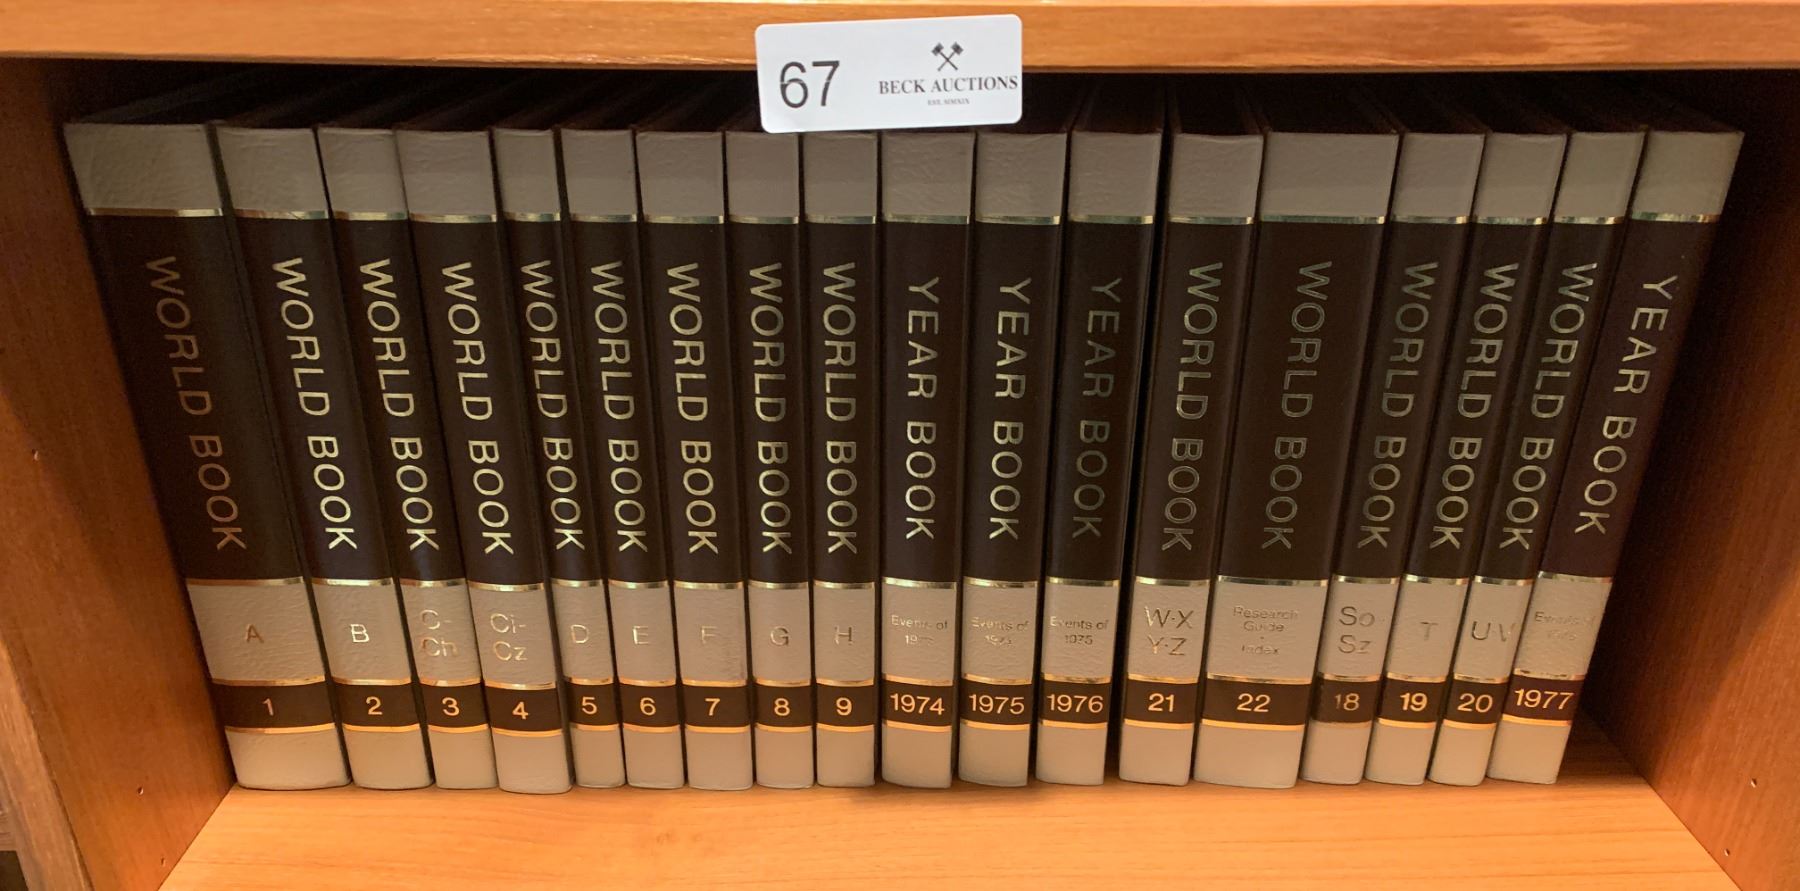 67
BECK AUCTIONS
WORLD BOOK
A
1
WORLD BOOK
B
2
WORLD BOOK
C-
Ch
3
WORLD BOOK
Ci-
Cz
4
WORLD BOOK
D
5
WORLD BOOK
E
6
WORLD BOOK
F
7
WORLD BOOK
G
8
WORLD BOOK
H
9
YEAR BOOK
Events of
1974
YEAR BOOK
Events of
1975
YEAR BOOK
Events of
1975
1976
WORLD BOOK
W·X
Y·Z
21
WORLD BOOK
Research
Guide
·
Index
22
WORLD BOOK
So-
Sz
18
WORLD BOOK
T
19
WORLD BOOK
UV
20
YEAR BOOK
Events of
1977